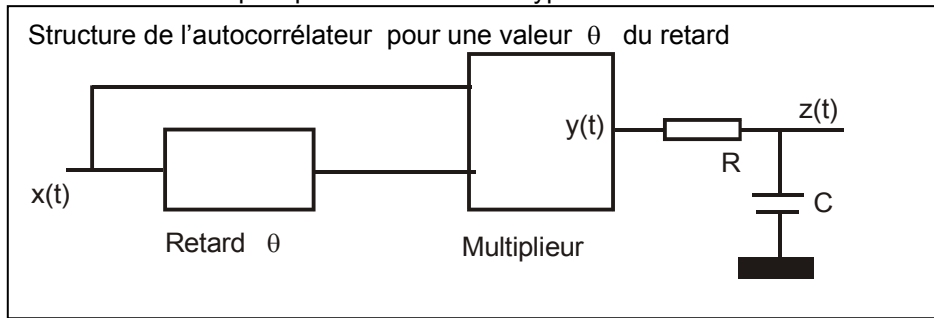 Structure de l'autocorrélateur pour une valeur θ du retard
y(t)
z(t)
R
x(t)
C
Retard θ
Multiplieur